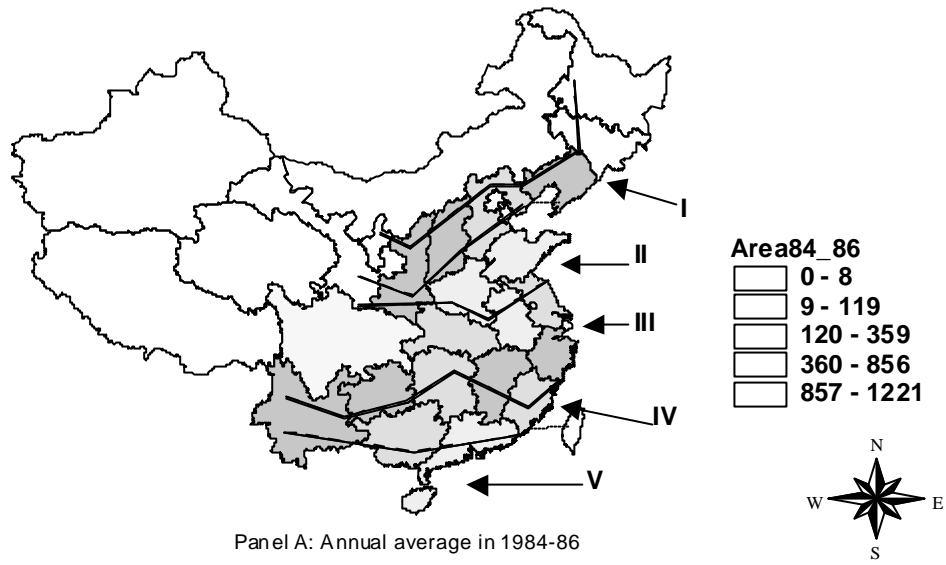 I
II
III
IV
V
Area84_86
0 - 8
9 - 119
120 - 359
360 - 856
857 - 1221
N
W
E
S
Panel A: Annual average in 1984-86